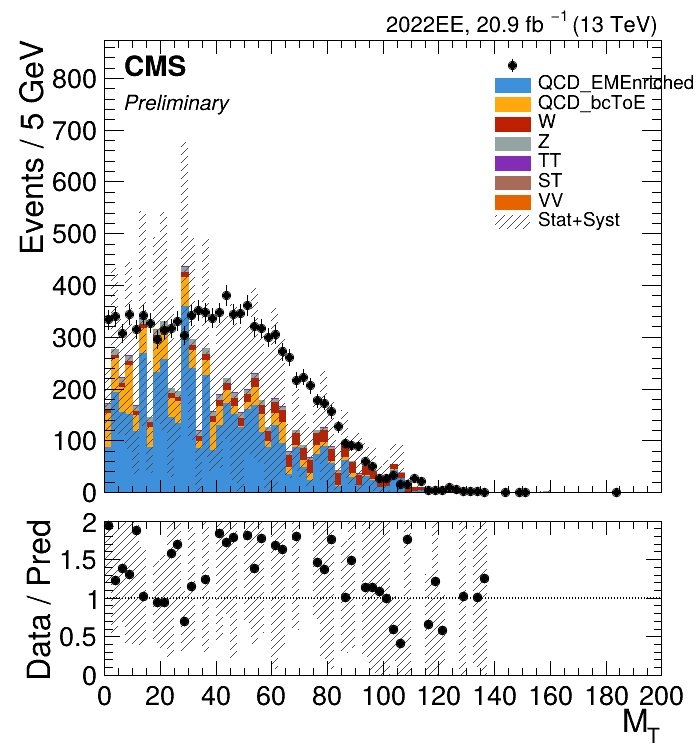 2022EE, 20.9 fb⁻¹ (13 TeV)
CMS
Preliminary
QCD_EMEnriched
QCD_bcToE
W
Z
TT
ST
VV
Stat+Syst
Events / 5 GeV
800
700
600
500
400
300
200
100
0
Data / Pred
2
1.5
1
0.5
0
0 20 40 60 80 100 120 140 160 180 200
M_T